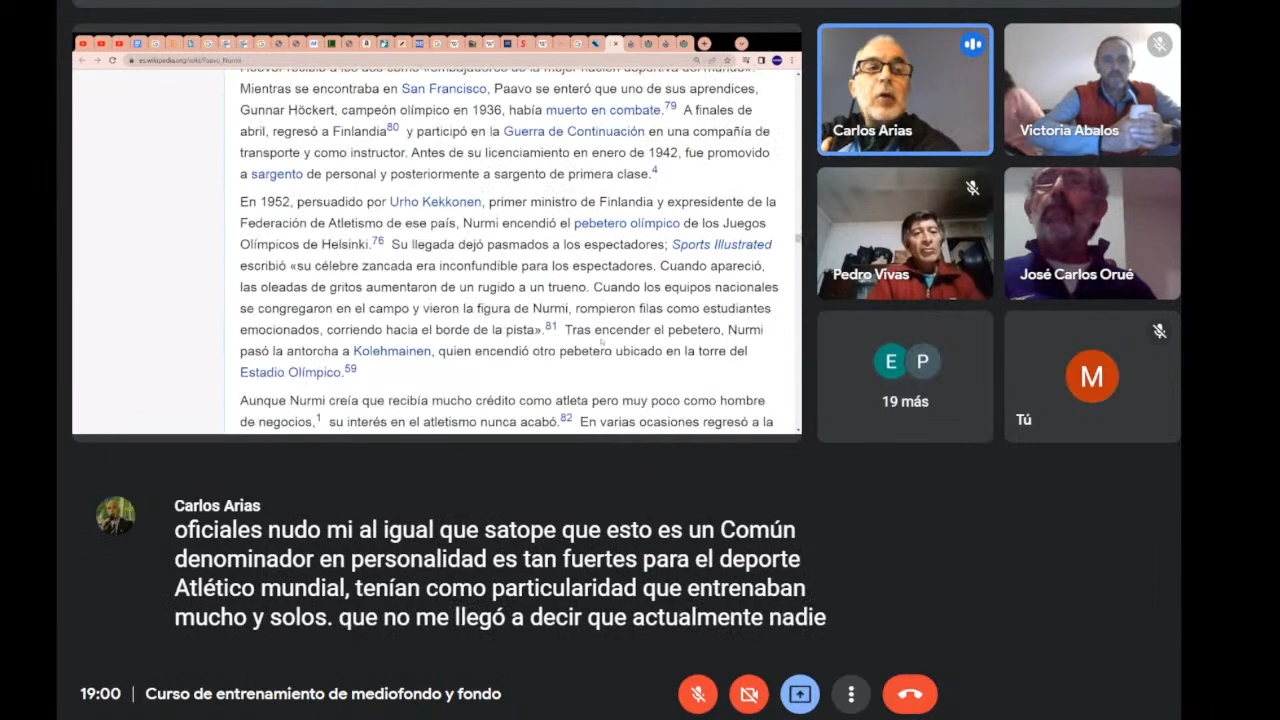 es.wikipedia.org/wiki/Paavo_Nurmi
Mientras se encontraba en San Francisco, Paavo se enteró que uno de sus aprendices,
Gunnar Höckert, campeón olímpico en 1936, había muerto en combate.79 A finales de
abril, regresó a Finlandia80 y participó en la Guerra de Continuación en una compañía de
transporte y como instructor. Antes de su licenciamiento en enero de 1942, fue promovido
a sargento de personal y posteriormente a sargento de primera clase.4
En 1952, persuadido por Urho Kekkonen, primer ministro de Finlandia y expresidente de la
Federación de Atletismo de ese país, Nurmi encendió el pebetero olímpico de los Juegos
Olímpicos de Helsinki.76 Su llegada dejó pasmados a los espectadores; Sports Illustrated
escribió «su célebre zancada era inconfundible para los espectadores. Cuando apareció,
las oleadas de gritos aumentaron de un rugido a un trueno. Cuando los equipos nacionales
se congregaron en el campo y vieron la figura de Nurmi, rompieron filas como estudiantes
emocionados, corriendo hacia el borde de la pista».81 Tras encender el pebetero, Nurmi
pasó la antorcha a Kolehmainen, quien encendió otro pebetero ubicado en la torre del
Estadio Olímpico.59
Aunque Nurmi creía que recibía mucho crédito como atleta pero muy poco como hombre
de negocios,1 su interés en el atletismo nunca acabó.82 En varias ocasiones regresó a la
Carlos Arias
Victoria Abalos
Pedro Vivas
José Carlos Orué
E P
19 más
M
Tú
Carlos Arias
oficiales nudo mi al igual que satope que esto es un Común
denominador en personalidad es tan fuertes para el deporte
Atlético mundial, tenían como particularidad que entrenaban
mucho y solos. que no me llegó a decir que actualmente nadie
19:00 | Curso de entrenamiento de mediofondo y fondo